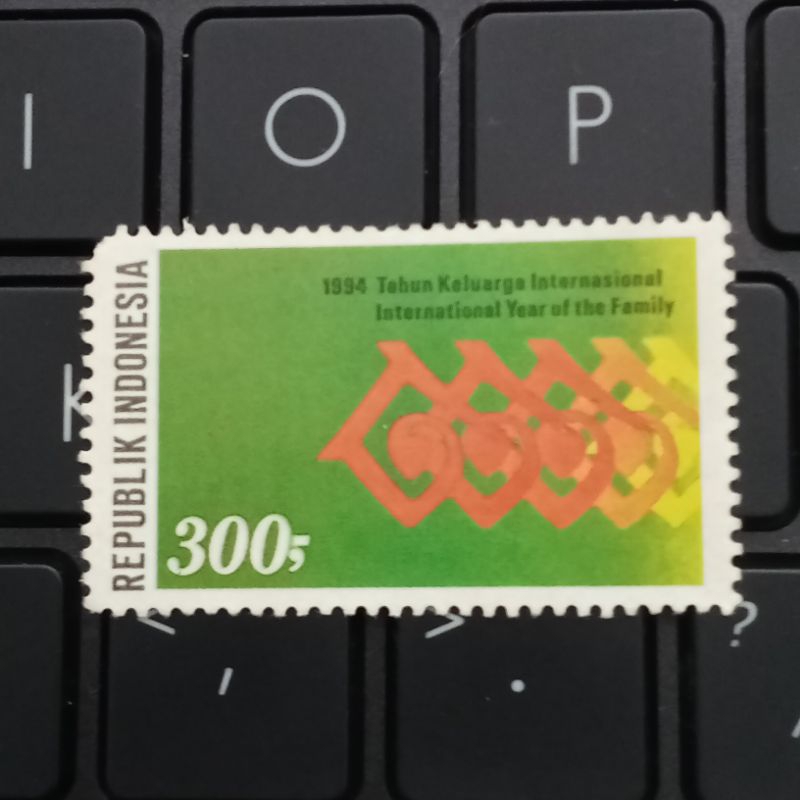 I O P
REPUBLIK INDONESIA
1994 Tahun Keluarga Internasional
International Year of the Family
K
300,-
< > ?
, .